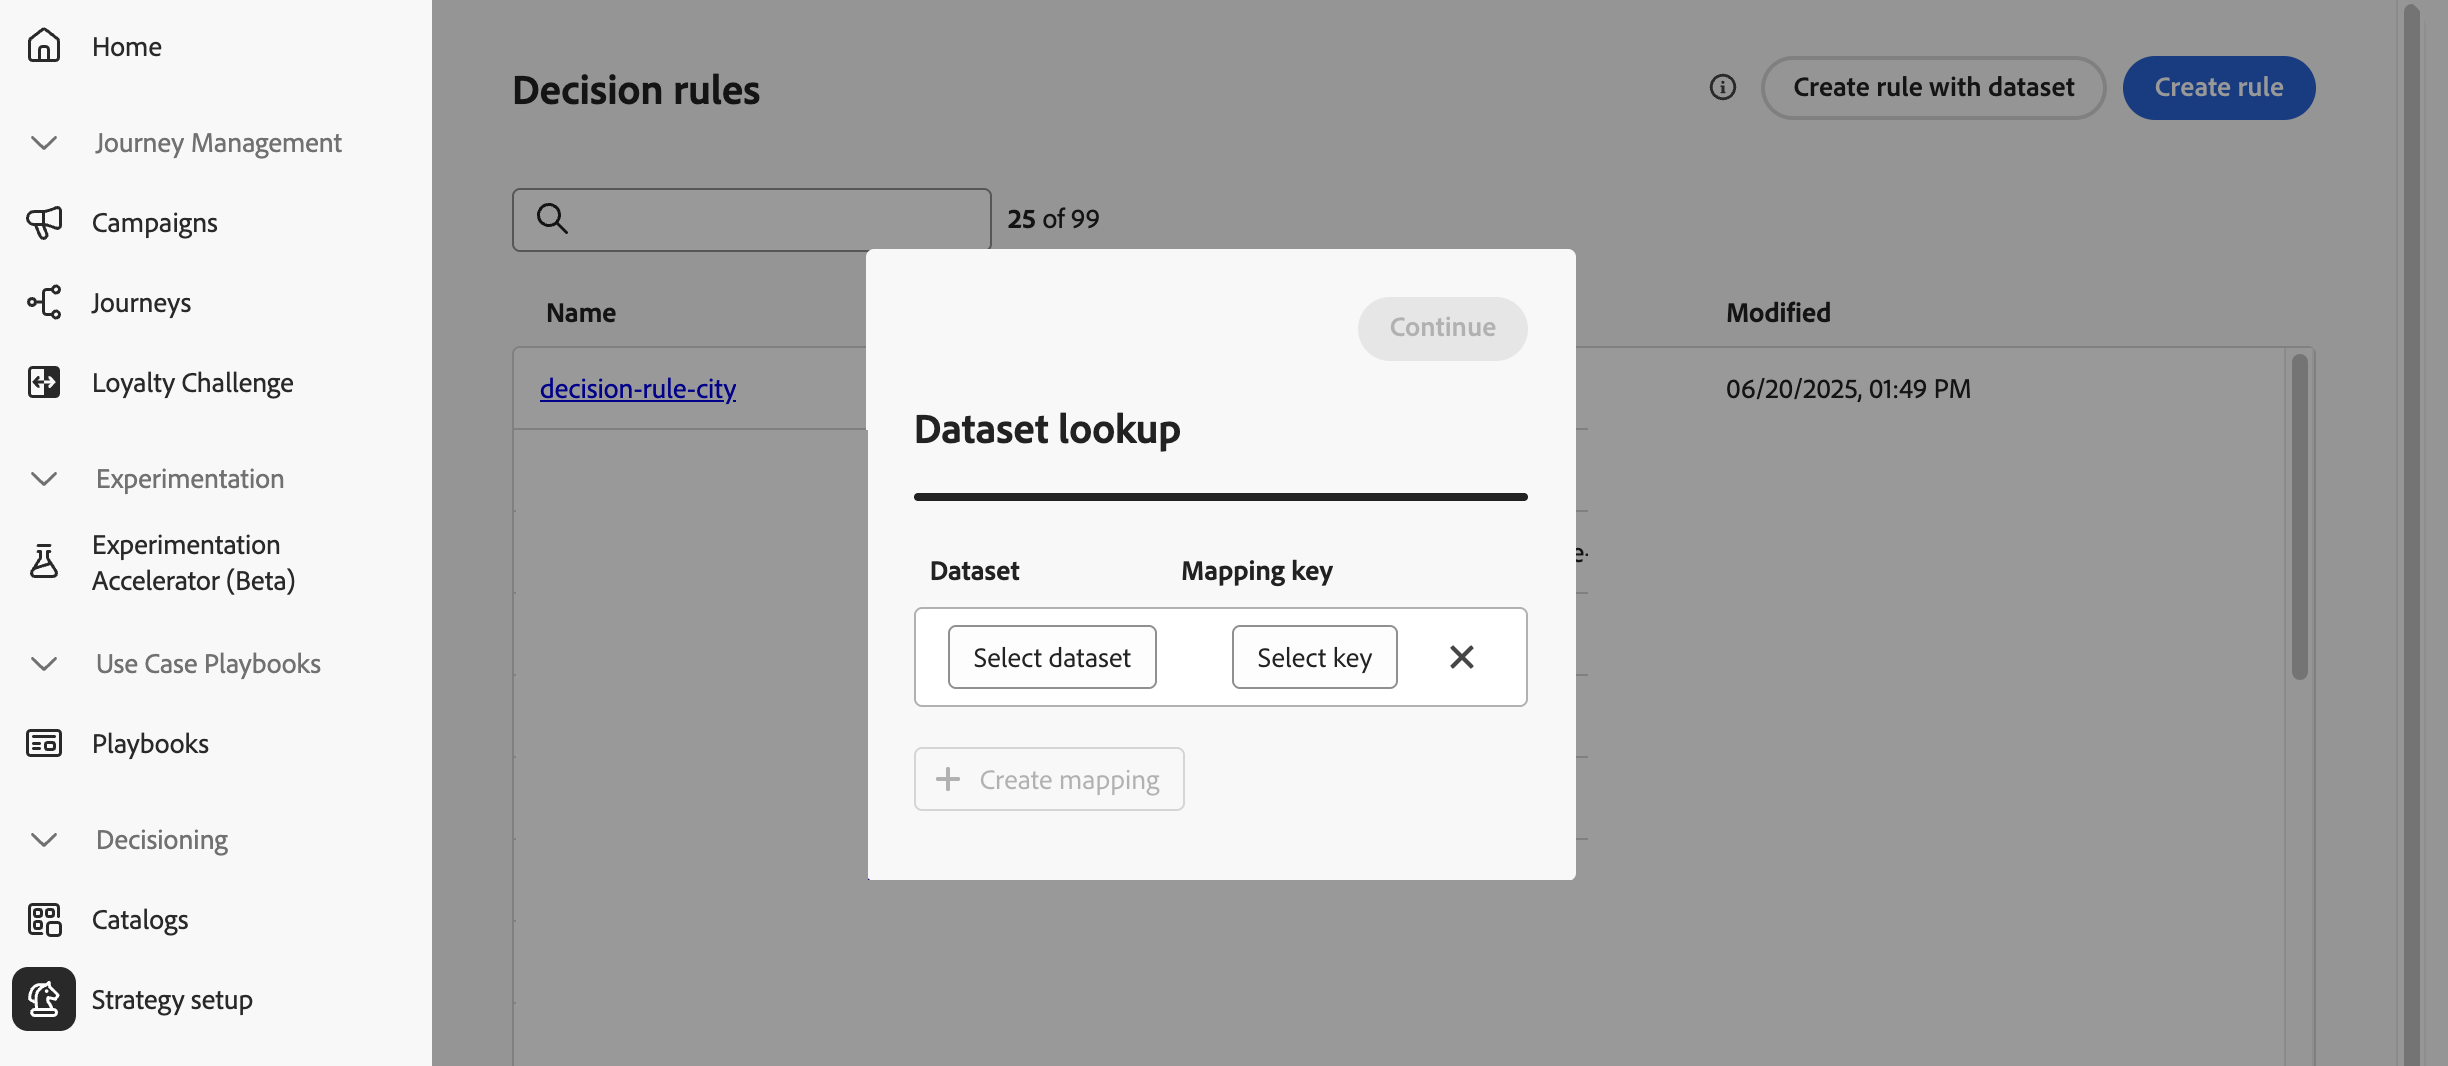 Home
Journey Management
Campaigns
Journeys
Loyalty Challenge
Experimentation
Experimentation
Accelerator (Beta)
Use Case Playbooks
Playbooks
Decisioning
Catalogs
Strategy setup
Decision rules
Create rule with dataset
Create rule
25 of 99
Name
Modified
decision-rule-city
06/20/2025, 01:49 PM
Continue
Dataset lookup
Dataset
Mapping key
Select dataset
Select key
Create mapping